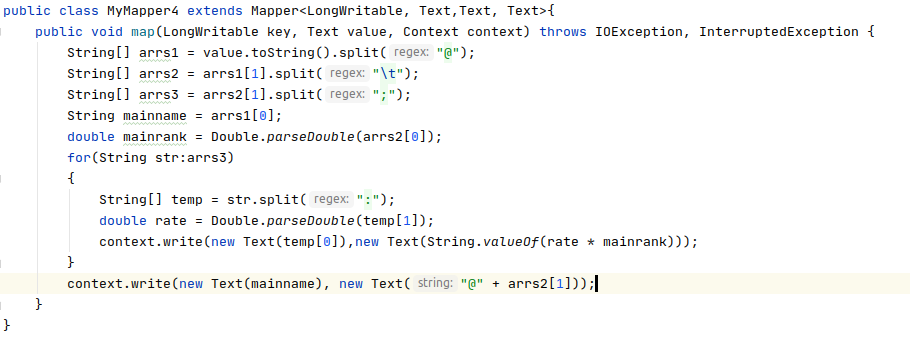 public class MyMapper4 extends Mapper<LongWritable, Text,Text, Text>{
    public void map(LongWritable key, Text value, Context context) throws IOException, InterruptedException {
        String[] arrs1 = value.toString().split( regex: "@");
        String[] arrs2 = arrs1[1].split( regex: "\t");
        String[] arrs3 = arrs2[1].split( regex: ";");
        String mainname = arrs1[0];
        double mainrank = Double.parseDouble(arrs2[0]);
        for(String str:arrs3)
        {
            String[] temp = str.split( regex: ":");
            double rate = Double.parseDouble(temp[1]);
            context.write(new Text(temp[0]),new Text(String.valueOf(rate * mainrank)));
        }
        context.write(new Text(mainname), new Text( string: "@" + arrs2[1]));
    }
}